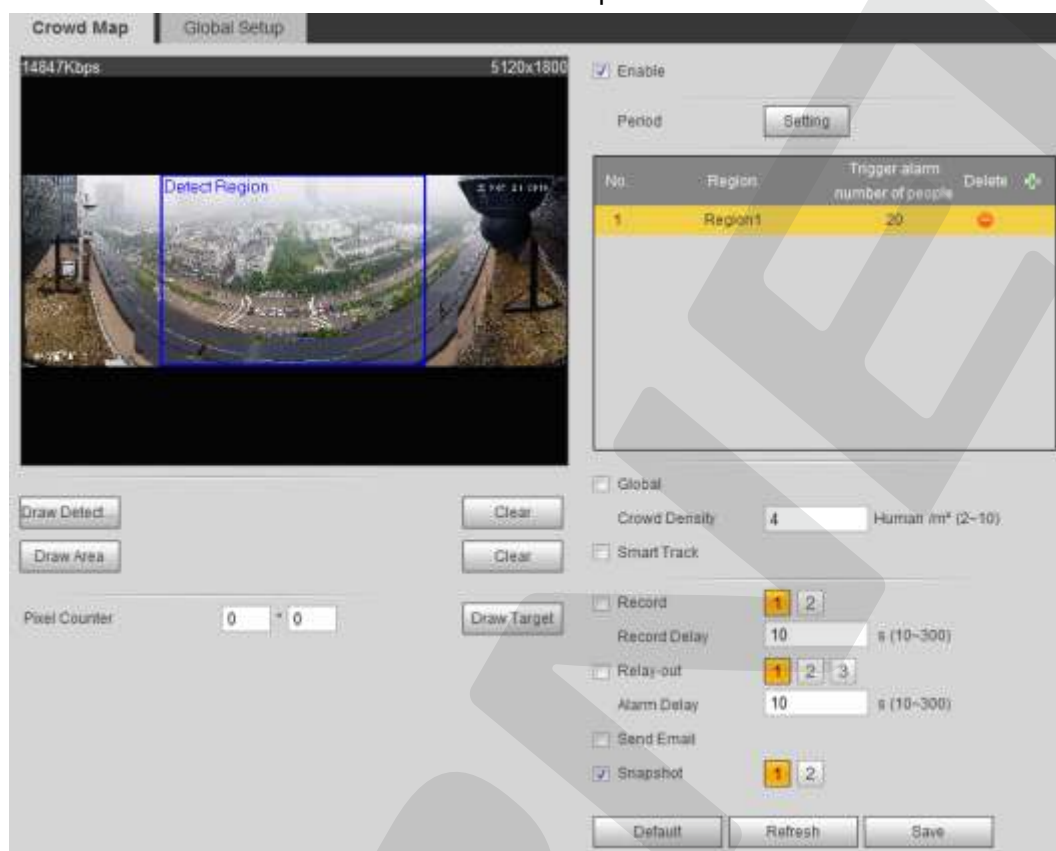 Crowd Map Global Setup
14847Kbps 5120x1800
Detect Region
Enable
Period Setting
No. Region Trigger alarm number of people Delete
1 Region1 20
Draw Detect Clear
Draw Area Clear
Pixel Counter 0 * 0 Draw Target
Global
Crowd Density 4 Human /m² (2~10)
Smart Track
Record 1 2
Record Delay 10 s (10~300)
Relay-out 1 2 3
Alarm Delay 10 s (10~300)
Send Email
Snapshot 1 2
Default Refresh Save